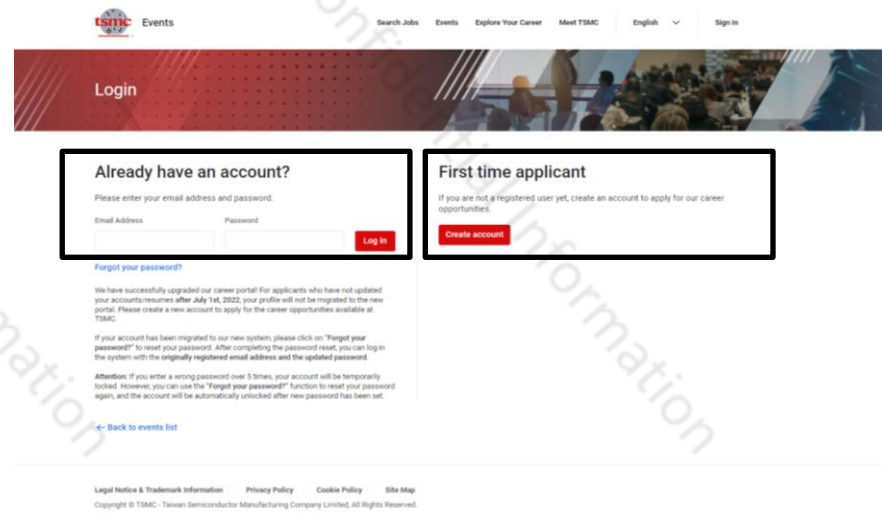 tsmc Events
Search Jobs Events Explore Your Career Meet TSMC English Sign In
Login
Already have an account?
Please enter your email address and password.
Email Address Password
Log in
Forgot your password?
We have successfully upgraded our career portal! For applicants who have not updated
your accounts/resumes after July 1st, 2022, your profile will not be migrated to the new
portal. Please create a new account to apply for the career opportunities available at
TSMC.
If your account has been migrated to our new system, please click on "Forgot your
password?" to reset your password. After completing the password reset, you can log in
the system with the originally registered email address and the updated password.
Attention: If you enter a wrong password over 5 times, your account will be temporarily
locked. However, you can use the "Forgot your password?" function to reset your password
again, and the account will be automatically unlocked after new password has been set.
← Back to events list
First time applicant
If you are not a registered user yet, create an account to apply for our career
opportunities.
Create account
Legal Notice & Trademark Information Privacy Policy Cookie Policy Site Map
Copyright © TSMC - Taiwan Semiconductor Manufacturing Company Limited, All Rights Reserved.
onfidential Information
mation